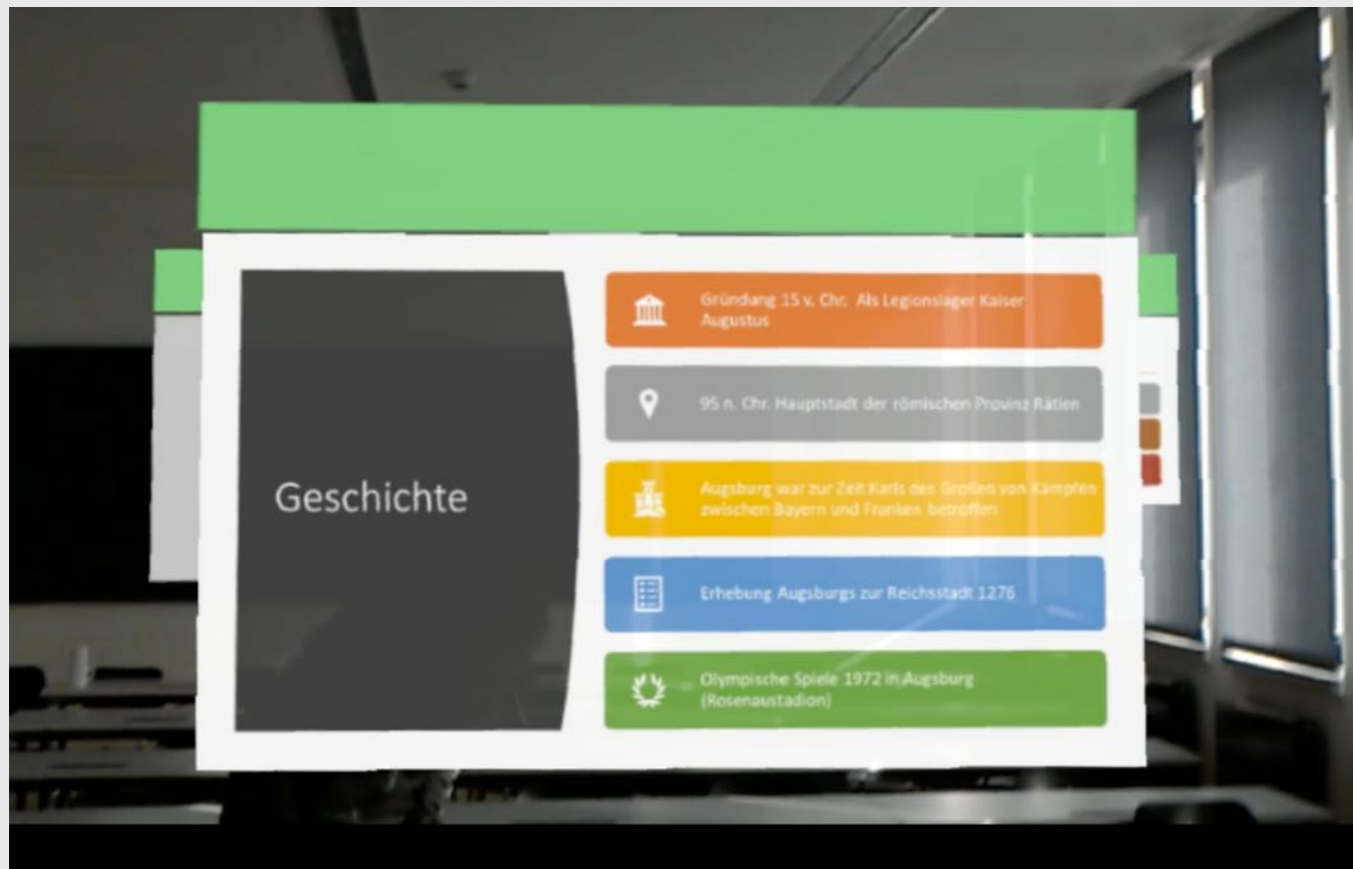 Geschichte
Gründung 15 v. Chr. Als Legionslager Kaiser
Augustus
95 n. Chr. Hauptstadt der römischen Provinz Rätien
Augsburg war zur Zeit Karls des Großen von Kämpfen
zwischen Bayern und Franken betroffen
Erhebung Augsburgs zur Reichsstadt 1276
Olympische Spiele 1972 in Augsburg
(Rosenaustadion)